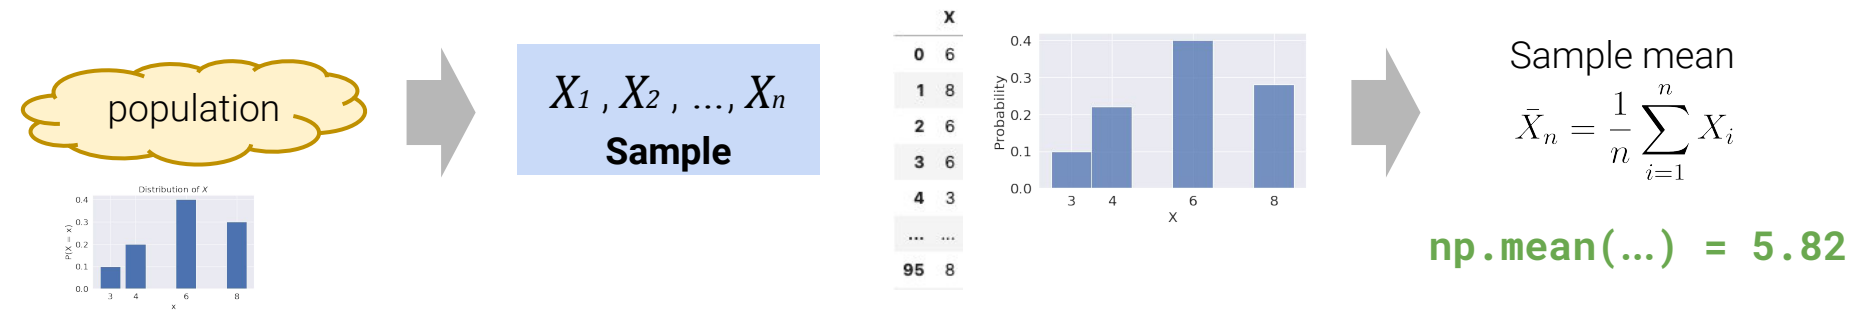 population
Distribution of X
P(X = x)
0.4
0.3
0.2
0.1
0.0
3 4 6 8
x
X1 , X2 , ..., Xn
Sample
X
0 6
1 8
2 6
3 6
4 3
... ...
95 8
Probability
0.4
0.3
0.2
0.1
0.0
3 4 6 8
X
Sample mean
X̄n = 1/n ∑ i=1 n Xi
np.mean(…) = 5.82